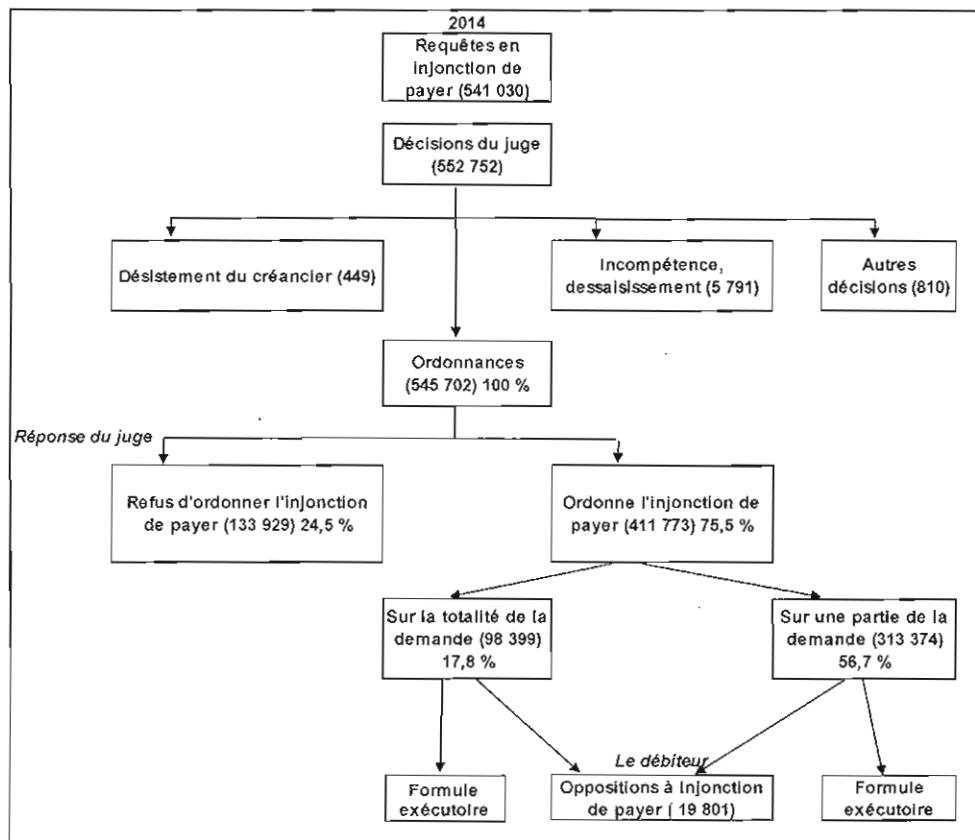 2014
Requêtes en
injonction de
payer (541 030)
Décisions du juge
(552 752)
Désistement du créancier (449)
Incompétence,
dessaisissement (5 791)
Autres
décisions (810)
Ordonnances
(545 702) 100 %
Réponse du juge
Refus d'ordonner l'injonction
de payer (133 929) 24,5 %
Ordonne l'injonction de
payer (411 773) 75,5 %
Sur la totalité de la
demande (98 399)
17,8 %
Sur une partie de la
demande (313 374)
56,7 %
Le débiteur
Formule
exécutoire
Oppositions à Injonction
de payer ( 19 801)
Formule
exécutoire